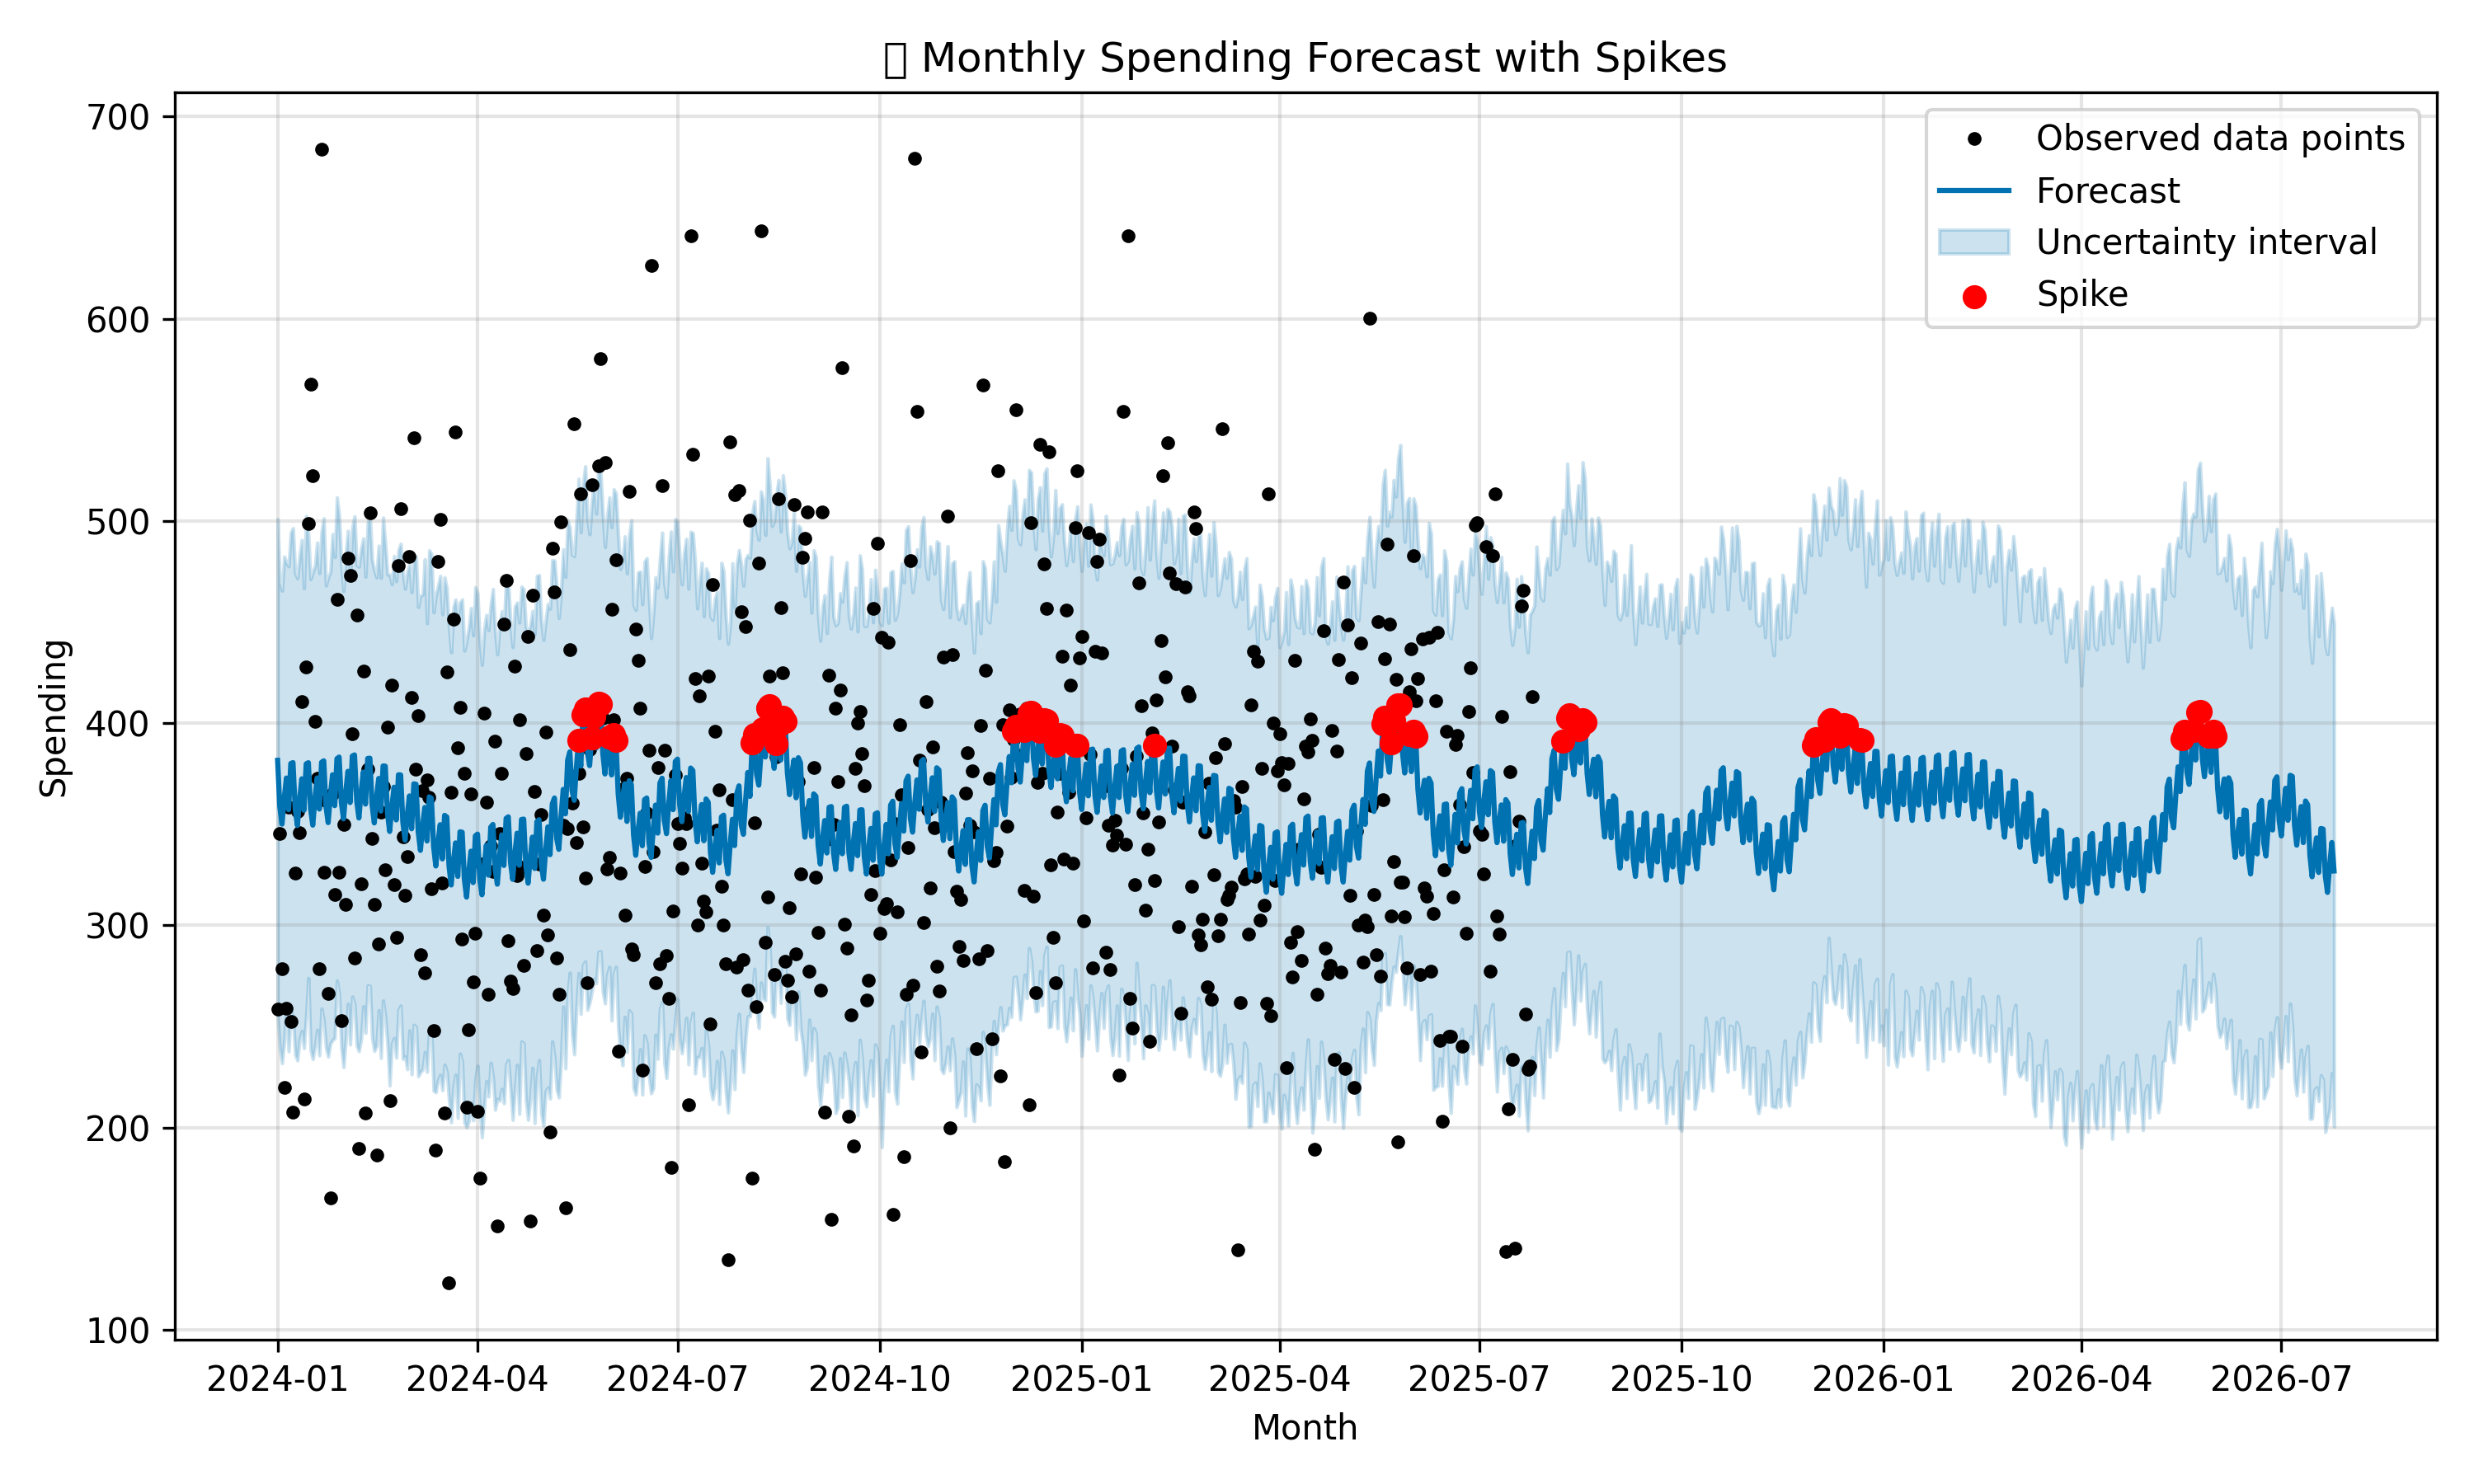 Monthly Spending Forecast with Spikes
700
600
500
400
300
200
100
Spending
Observed data points
Forecast
Uncertainty interval
Spike
2024-01 2024-04 2024-07 2024-10 2025-01 2025-04 2025-07 2025-10 2026-01 2026-04 2026-07
Month